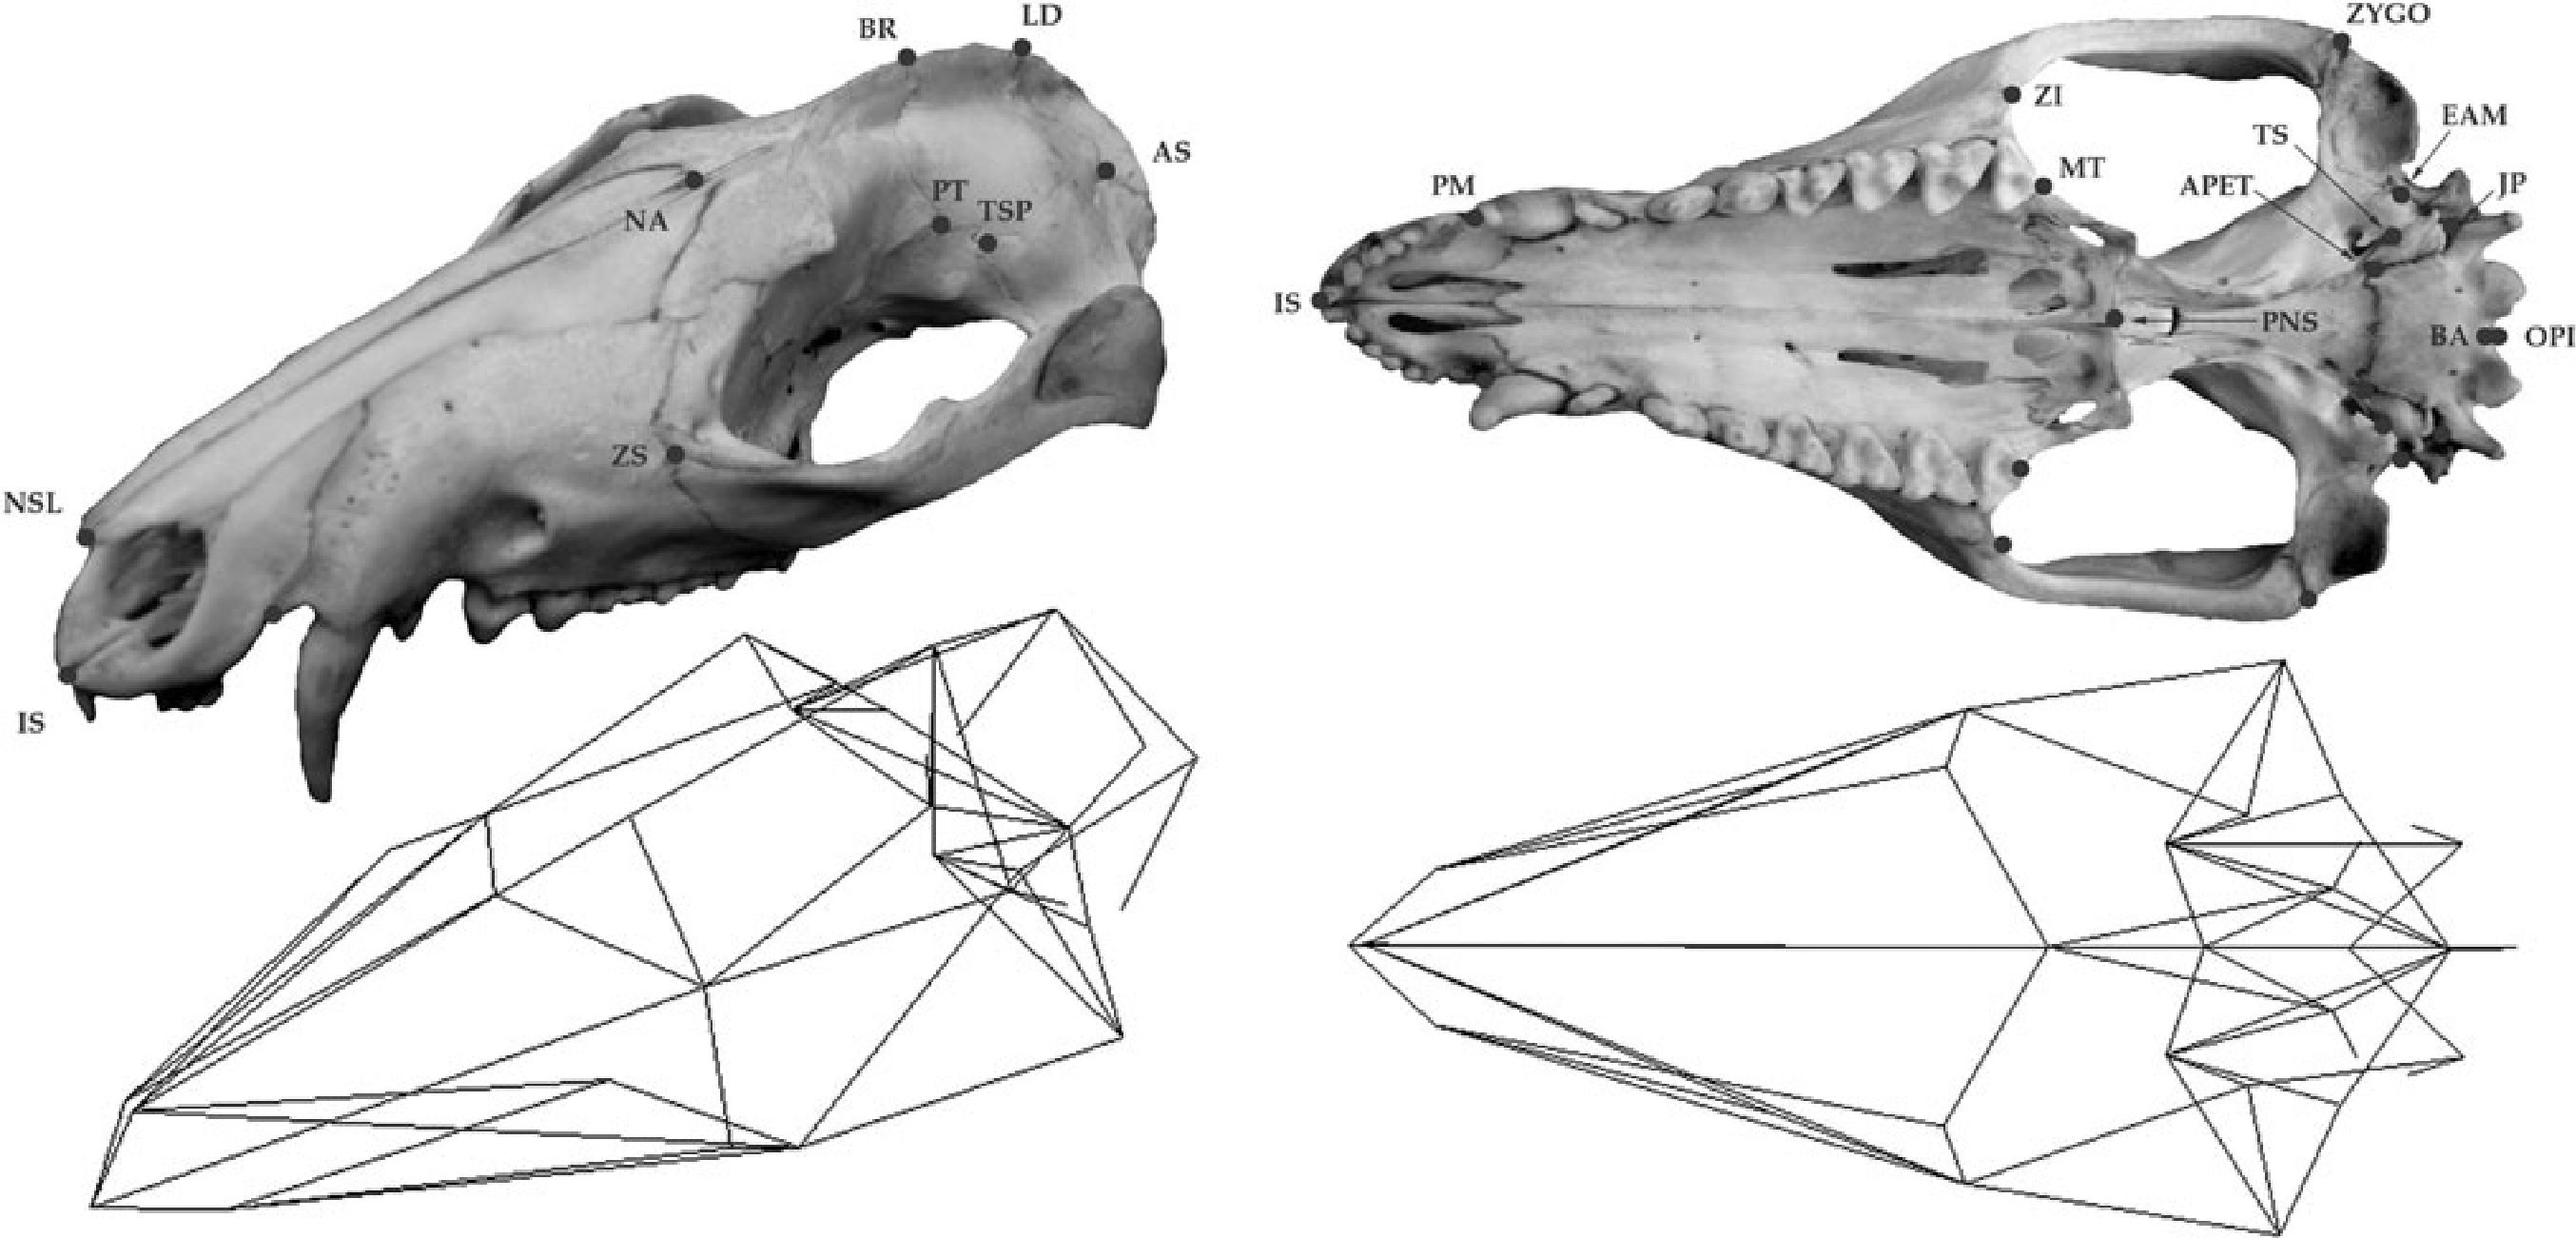 BR
LD
AS
PT
TSP
NA
ZS
NSL
IS
ZYGO
ZI
EAM
TS
MT
APET
JP
PM
IS
PNS
BA
OPI